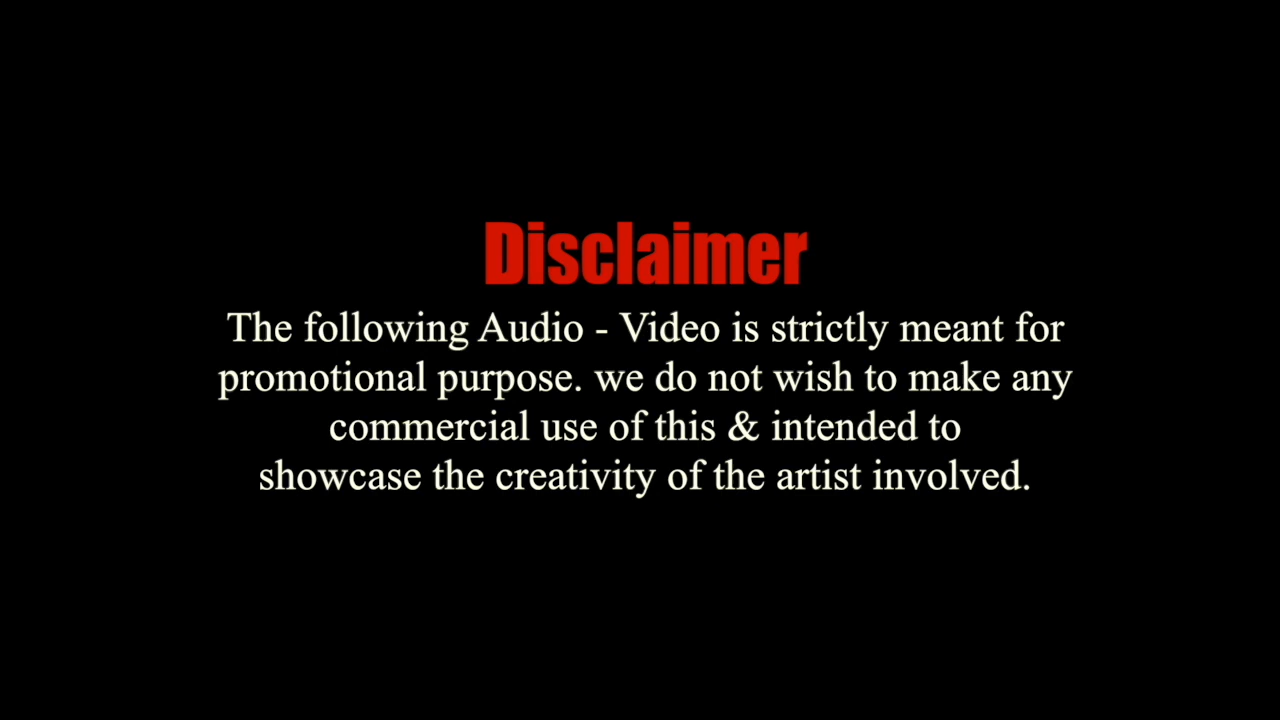 Disclaimer
The following Audio - Video is strictly meant for
promotional purpose. we do not wish to make any
commercial use of this & intended to
showcase the creativity of the artist involved.